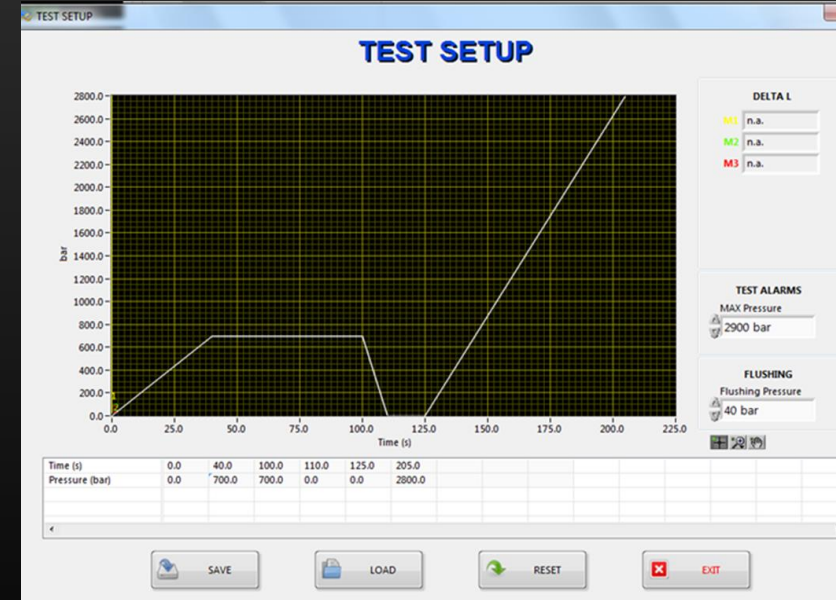 TEST SETUP
TEST SETUP
2800.0
2600.0
2400.0
2200.0
2000.0
1800.0
1600.0
1400.0
1200.0
1000.0
800.0
600.0
400.0
200.0
0.0
bar
1
2
0.0 25.0 50.0 75.0 100.0 125.0 150.0 175.0 200.0 225.0
Time (s)
DELTA L
M1 n.a.
M2 n.a.
M3 n.a.
TEST ALARMS
MAX Pressure
2900 bar
FLUSHING
Flushing Pressure
40 bar
Time (s) 0.0 40.0 100.0 110.0 125.0 205.0
Pressure (bar) 0.0 700.0 700.0 0.0 0.0 2800.0
SAVE LOAD RESET EXIT